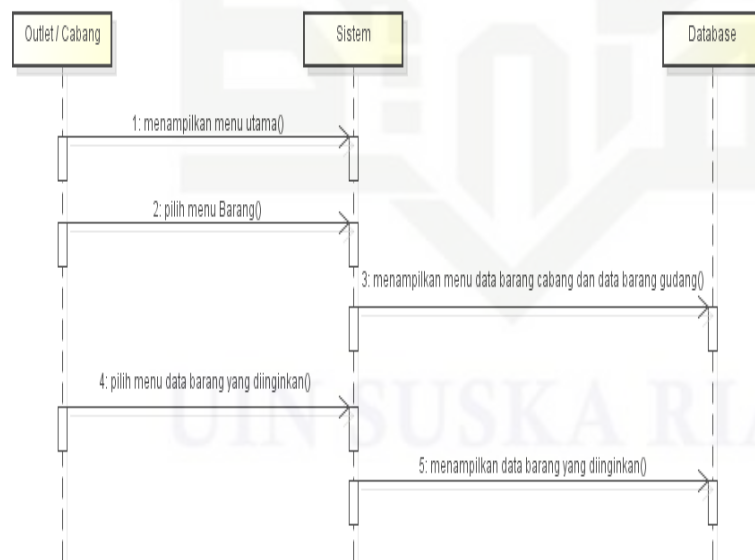 Outlet / Cabang
Sistem
Database
1: menampilkan menu utama()
2: pilih menu Barang()
3: menampilkan menu data barang cabang dan data barang gudang()
4: pilih menu data barang yang diinginkan()
5: menampilkan data barang yang diinginkan()
UIN SUSKA